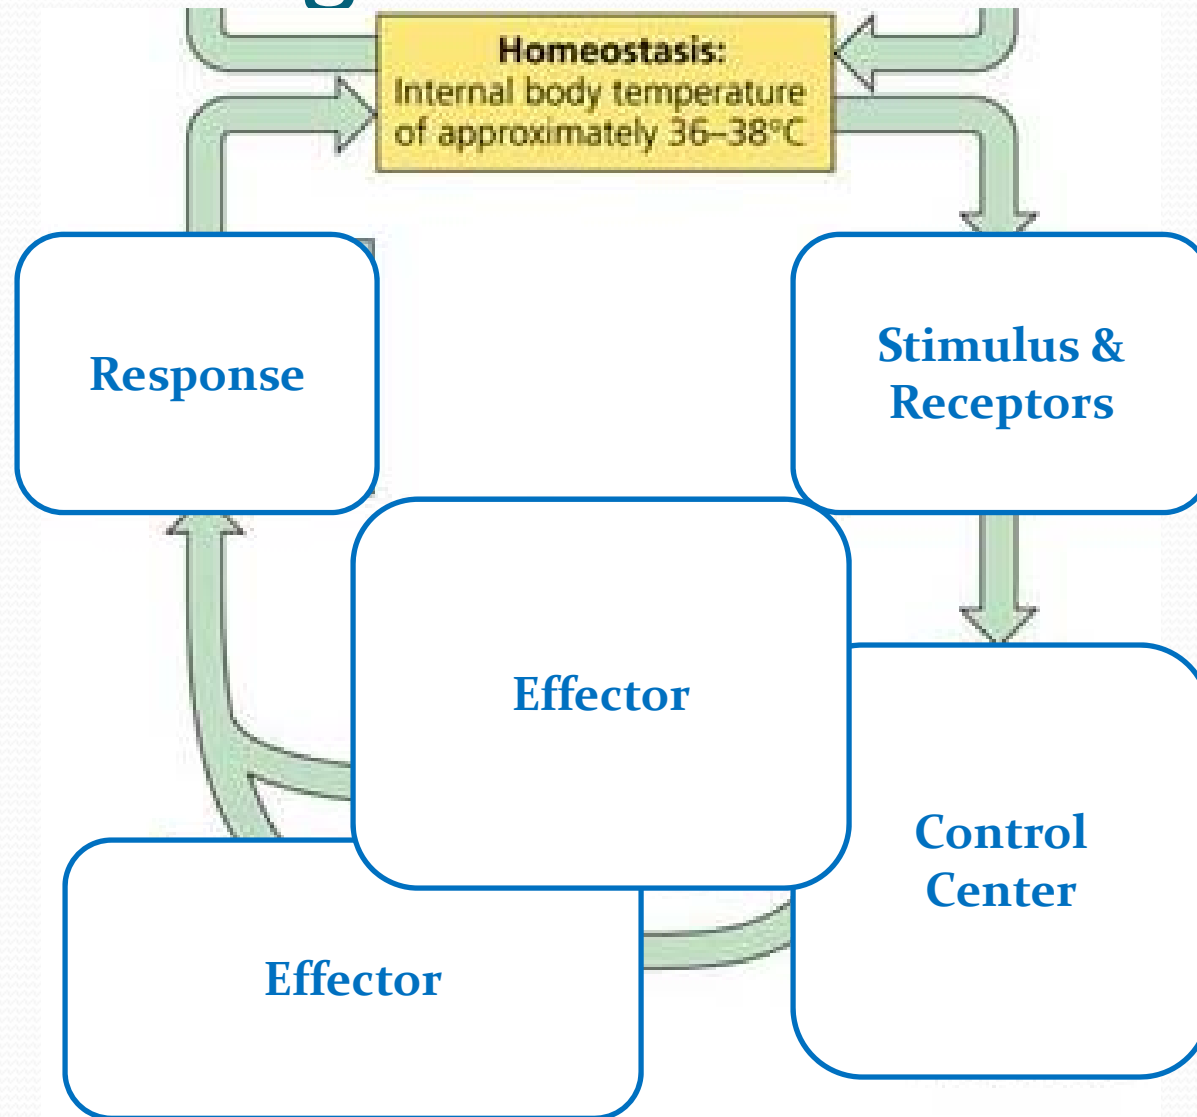 Homeostasis:
Internal body temperature
of approximately 36–38°C
Response
Stimulus &
Receptors
Effector
Control
Center
Effector